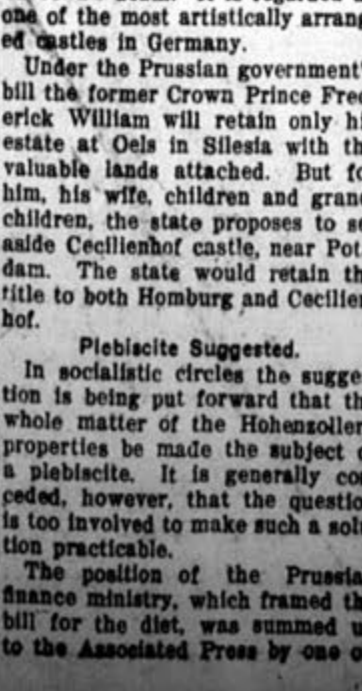 one of the most artistically arran
ed castles in Germany.
Under the Prussian government'
bill the former Crown Prince Fred
erick William will retain only hi
estate at Oels in Silesia with th
valuable lands attached. But fo
him, his wife, children and grand
children, the state proposes to se
aside Cecilienhof castle, near Pot
dam. The state would retain th
title to both Homburg and Cecilie
hof.
Plebiscite Suggested.
In socialistic circles the sugge
tion is being put forward that th
whole matter of the Hohenzoller
properties be made the subject o
a plebiscite. It is generally con
ceded, however, that the questio
is too involved to make such a solu
tion practicable.
The position of the Prussia
finance ministry, which framed th
bill for the diet, was summed u
to the Associated Press by one o